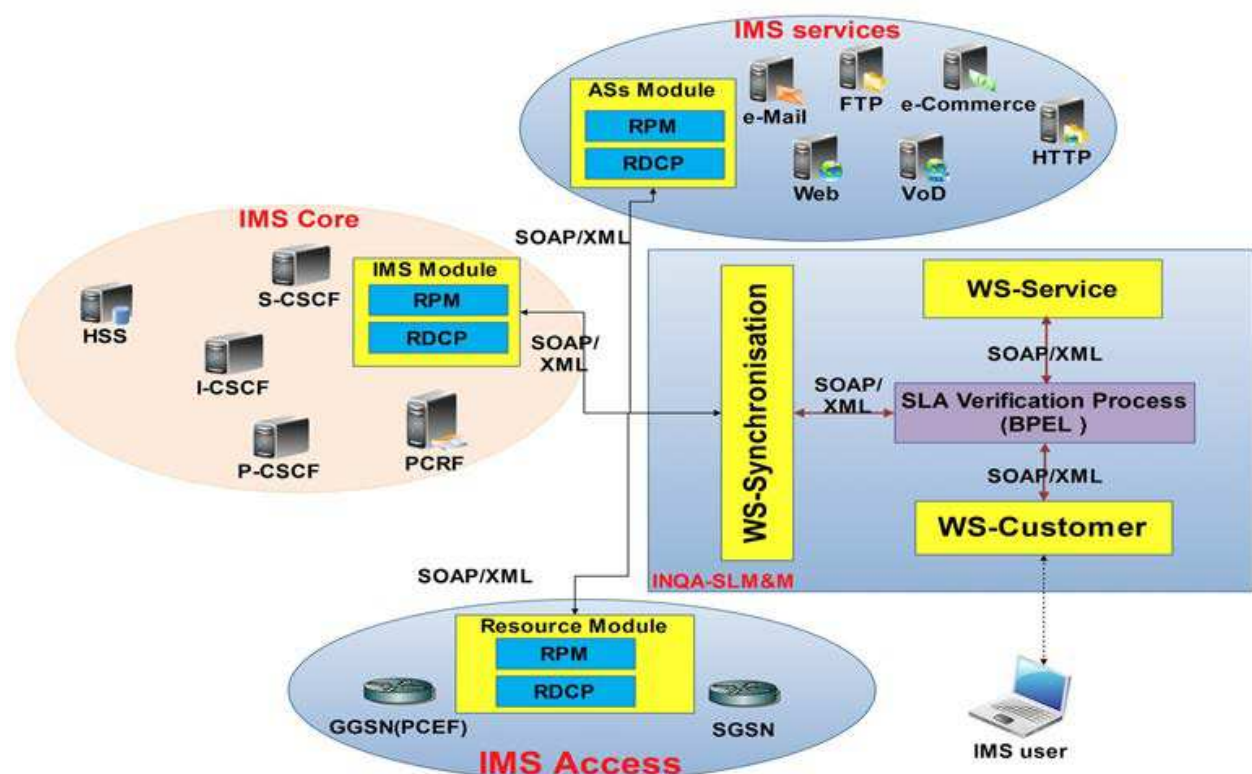 IMS services
ASs Module
RPM
RDCP
e-Mail
FTP
e-Commerce
HTTP
Web
VoD
IMS Core
S-CSCF
HSS
I-CSCF
P-CSCF
PCRF
IMS Module
RPM
RDCP
SOAP/XML
SOAP/
XML
WS-Synchronisation
WS-Service
SOAP/XML
SOAP/
XML
SLA Verification Process
(BPEL )
SOAP/XML
WS-Customer
INQA-SLM&M
SOAP/XML
Resource Module
RPM
RDCP
GGSN(PCEF)
SGSN
IMS Access
IMS user